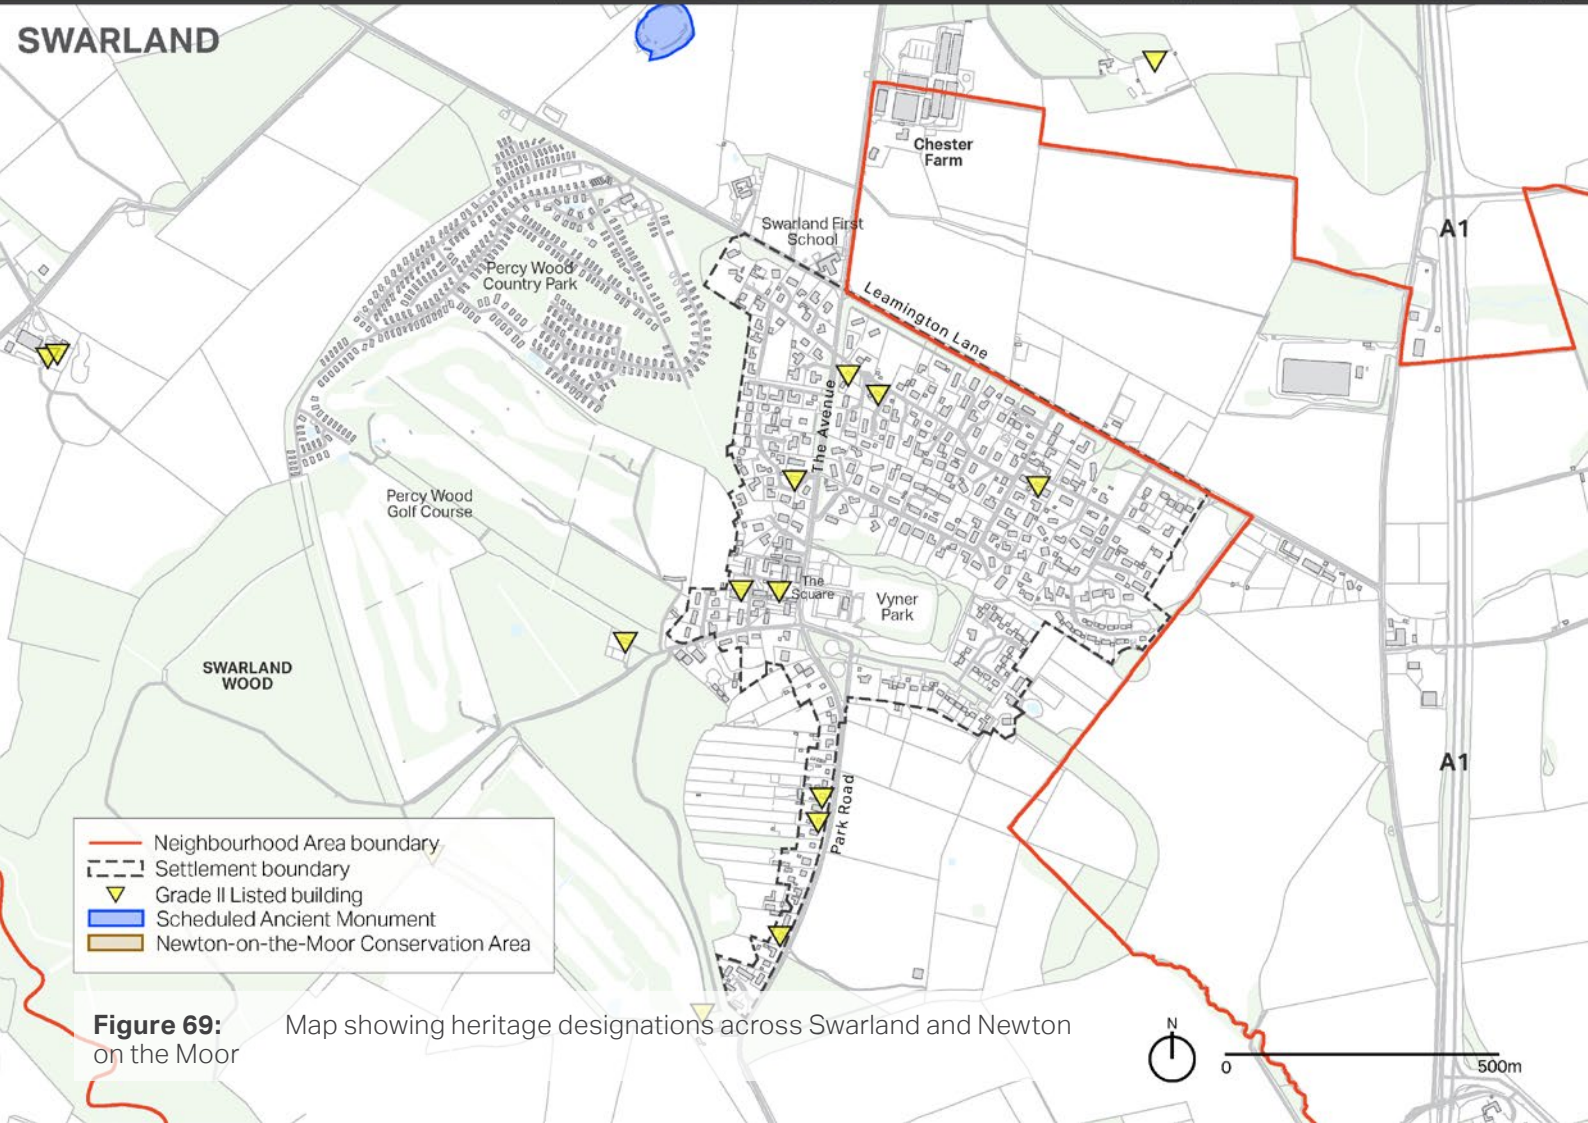 SWARLAND
Chester
Farm
Swarland First
School
A1
Percy Wood
Country Park
Leamington Lane
The Avenue
Percy Wood
Golf Course
The
Square
Vyner
Park
SWARLAND
WOOD
A1
Park Road
Neighbourhood Area boundary
Settlement boundary
Grade II Listed building
Scheduled Ancient Monument
Newton-on-the-Moor Conservation Area
Figure 69: Map showing heritage designations across Swarland and Newton
on the Moor
N
0 500m